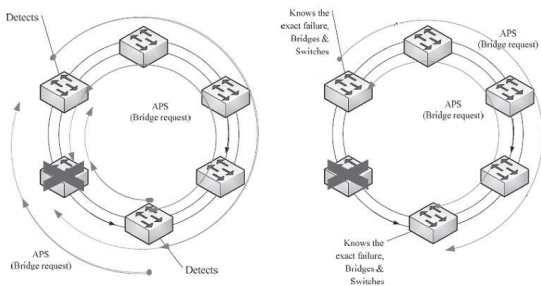 Detects
APS
(Bridge request)
APS
(Bridge request)
Detects
Knows the
exact failure,
Bridges &
Switches
APS
(Bridge request)
APS
(Bridge request)
Knows the
exact failure,
Bridges &
Switches